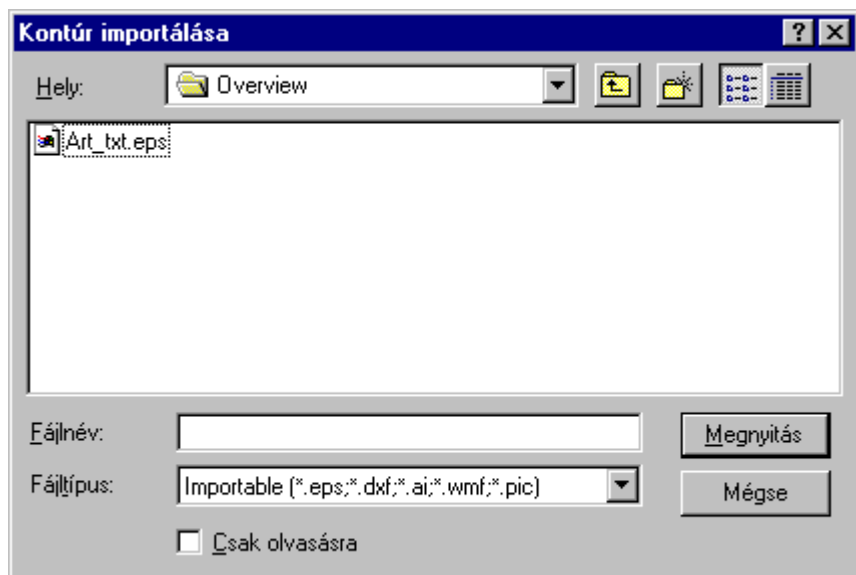 Kontúr importálása
Hely: Overview
Art_txt.eps
Fájlnév: Megnyitás
Fájltípus: Importable (*.eps;*.dxf;*.ai;*.wmf;*.pic) Mégse
Csak olvasásra